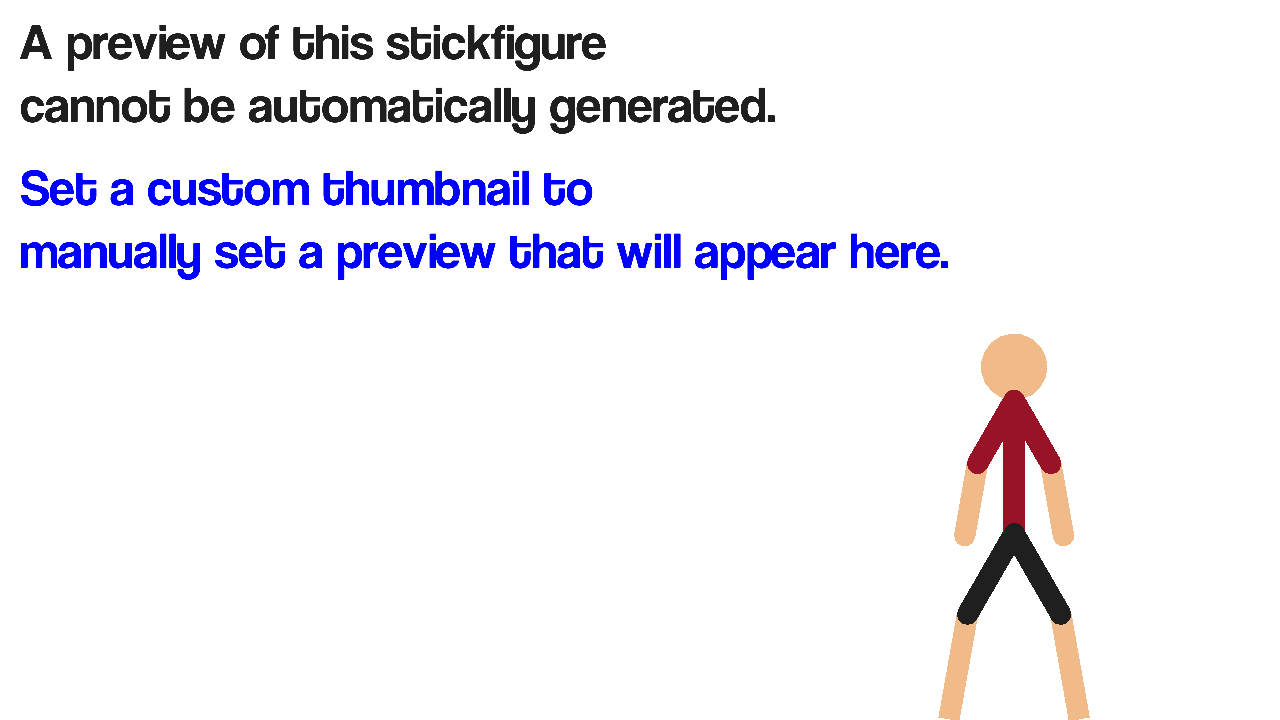 A preview of this stickfigure
cannot be automatically generated.
Set a custom thumbnail to
manually set a preview that will appear here.